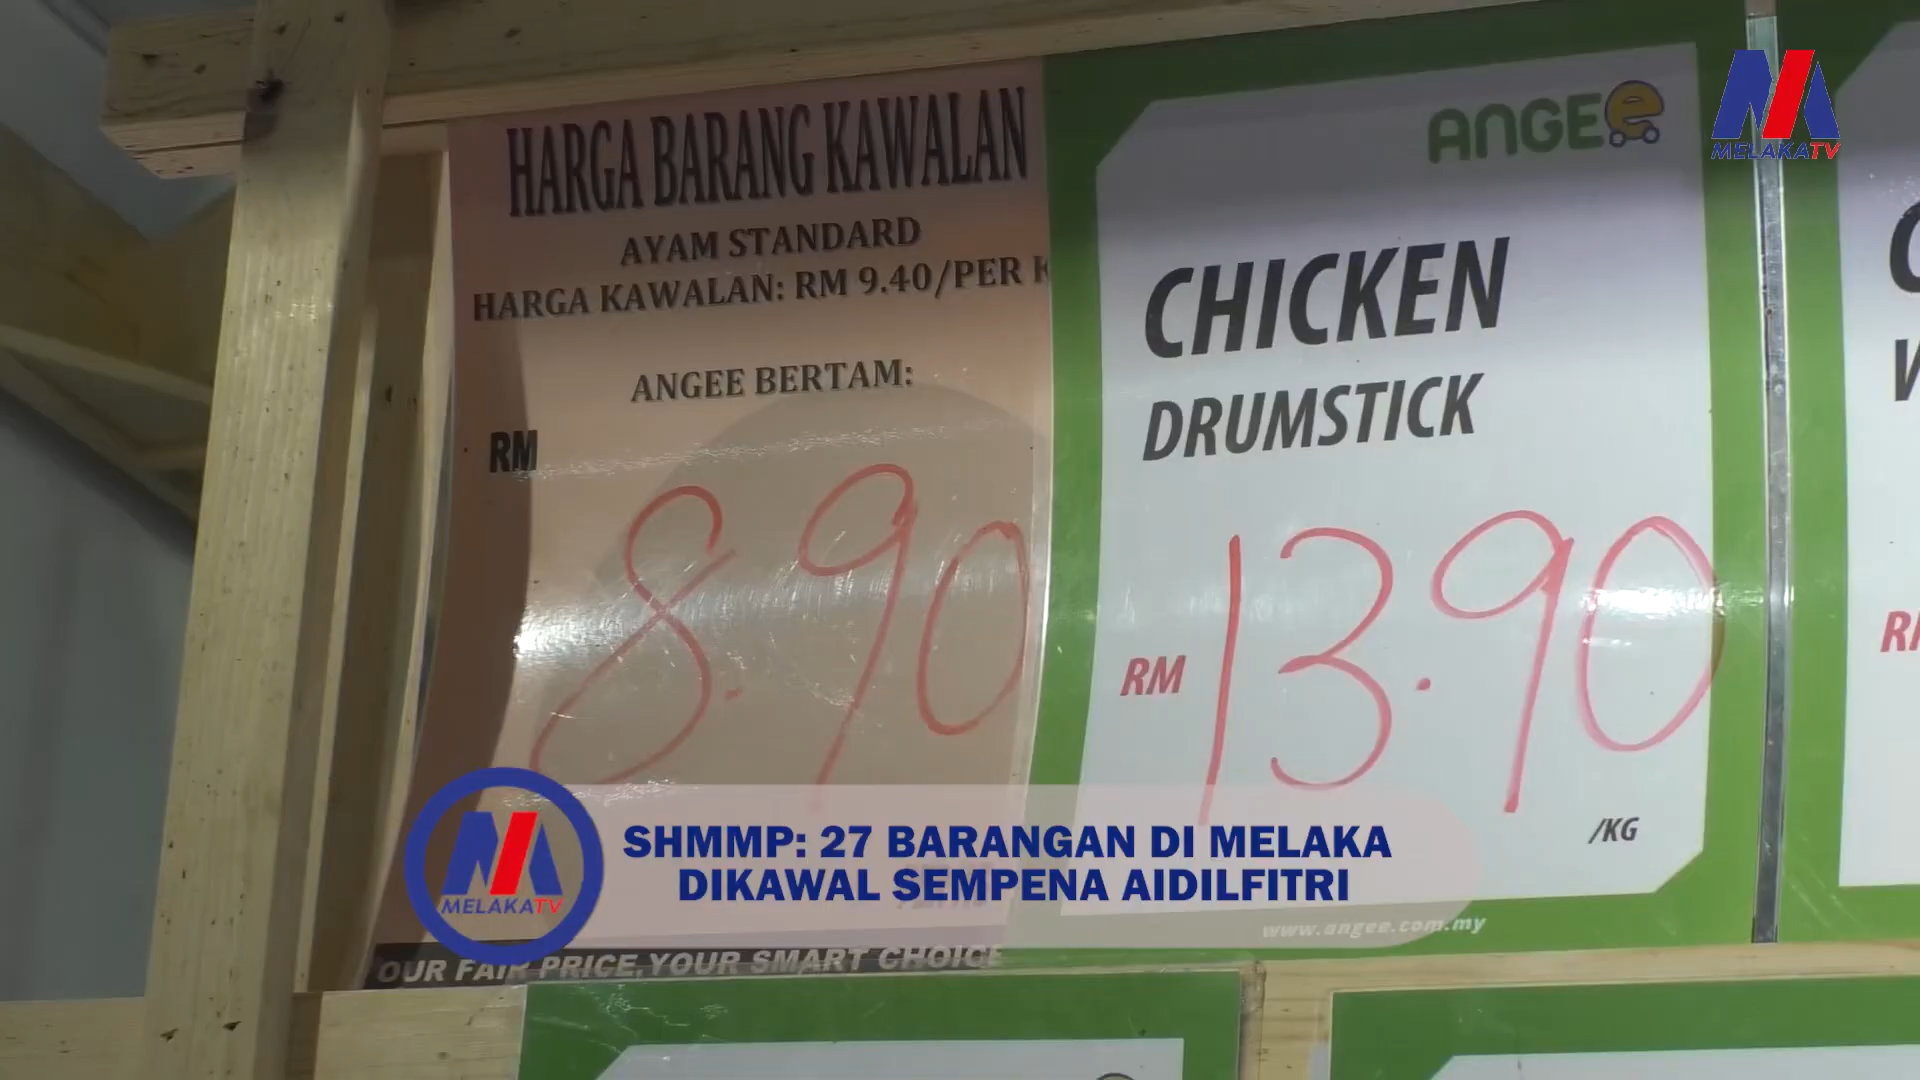 HARGA BARANG KAWALAN
AYAM STANDARD
HARGA KAWALAN: RM 9.40/PER K
ANGEE BERTAM:
RM
8.90
OUR FAIR PRICE, YOUR SMART CHOICE
ANGEe
CHICKEN
DRUMSTICK
RM 13.90
/KG
www.angee.com.my
MELAKATV
MELAKATV
SHMMP: 27 BARANGAN DI MELAKA
DIKAWAL SEMPENA AIDILFITRI